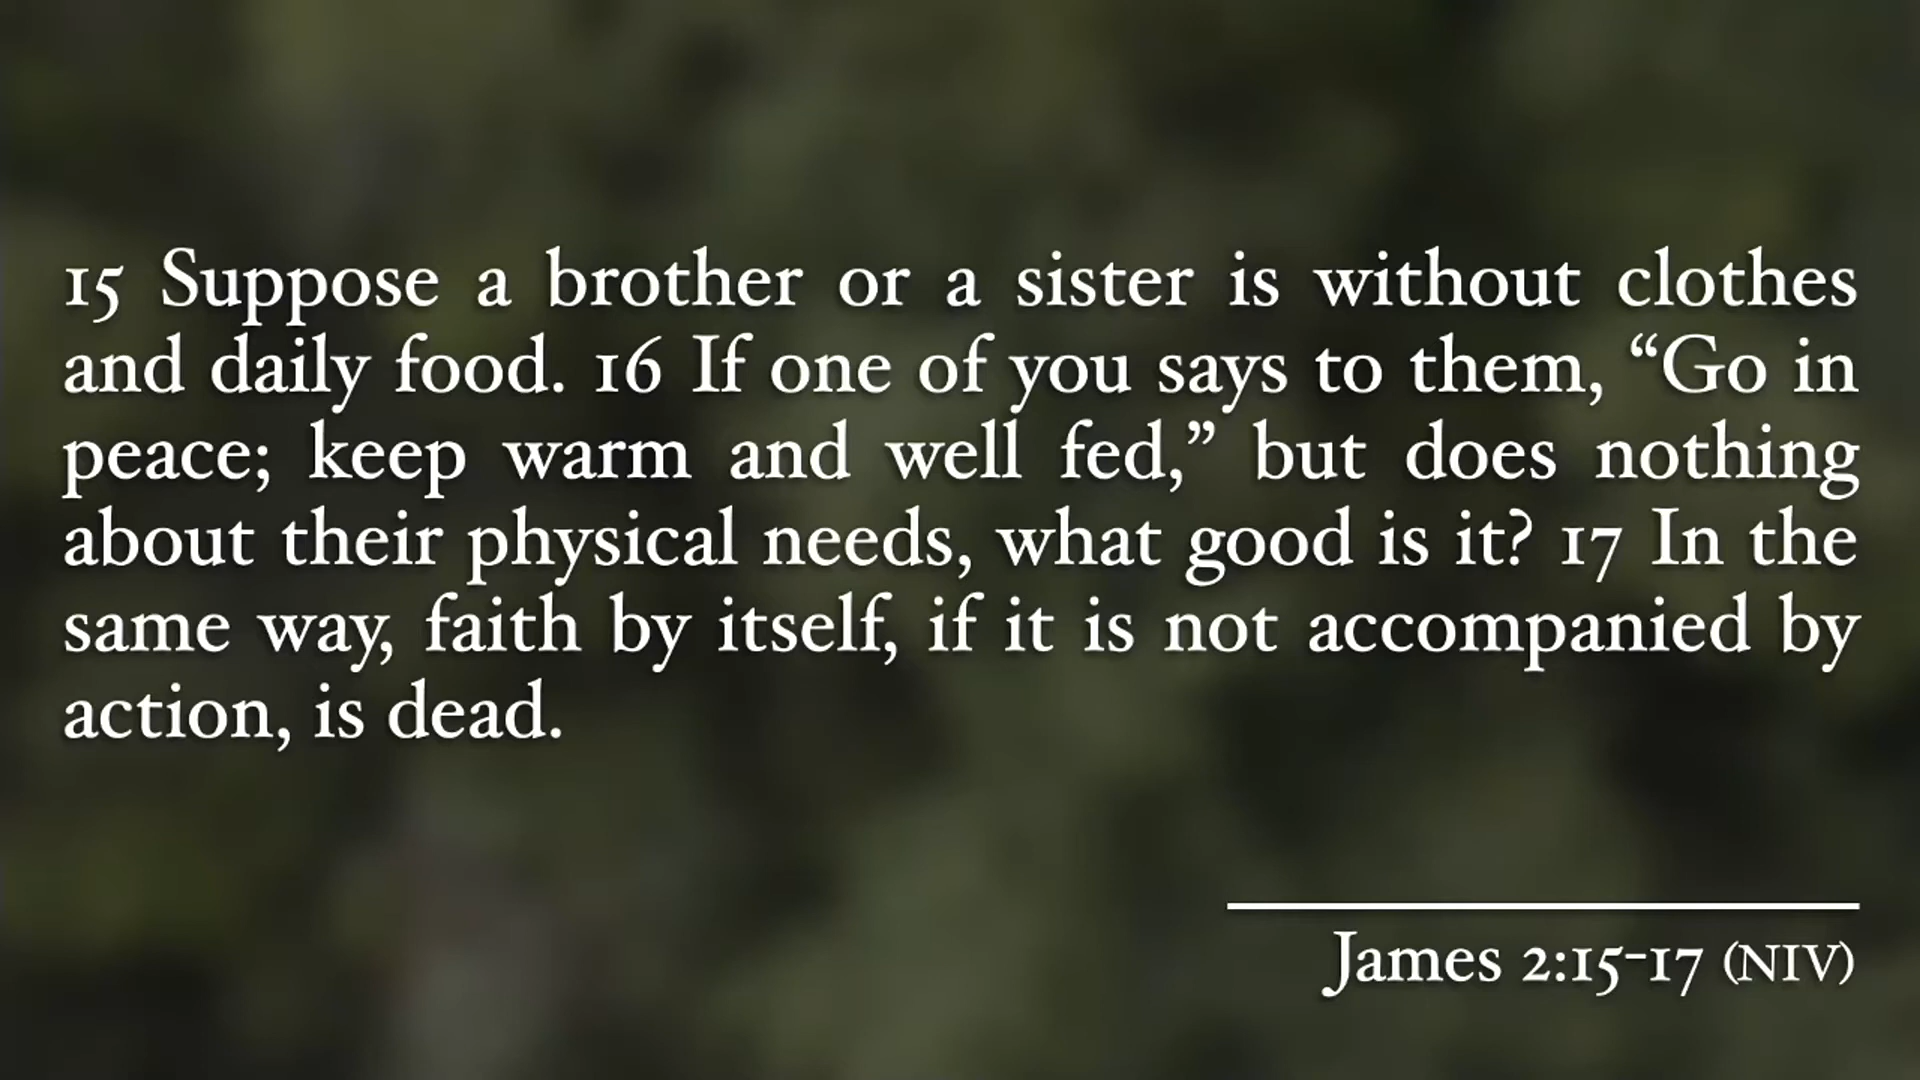 15 Suppose a brother or a sister is without clothes
and daily food. 16 If one of you says to them, “Go in
peace; keep warm and well fed,” but does nothing
about their physical needs, what good is it? 17 In the
same way, faith by itself, if it is not accompanied by
action, is dead.
James 2:15-17 (NIV)